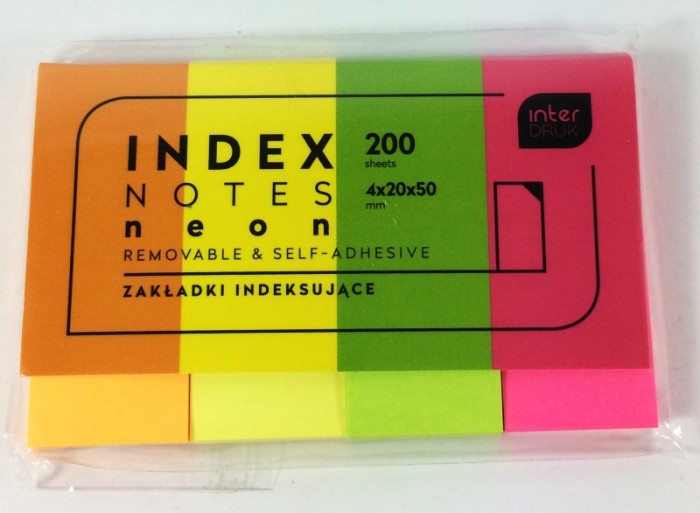 INDEX
NOTES
neon
REMOVABLE & SELF-ADHESIVE
ZAKŁADKI INDEKSUJĄCE
200
sheets
4x20x50
mm
inter
DRUK